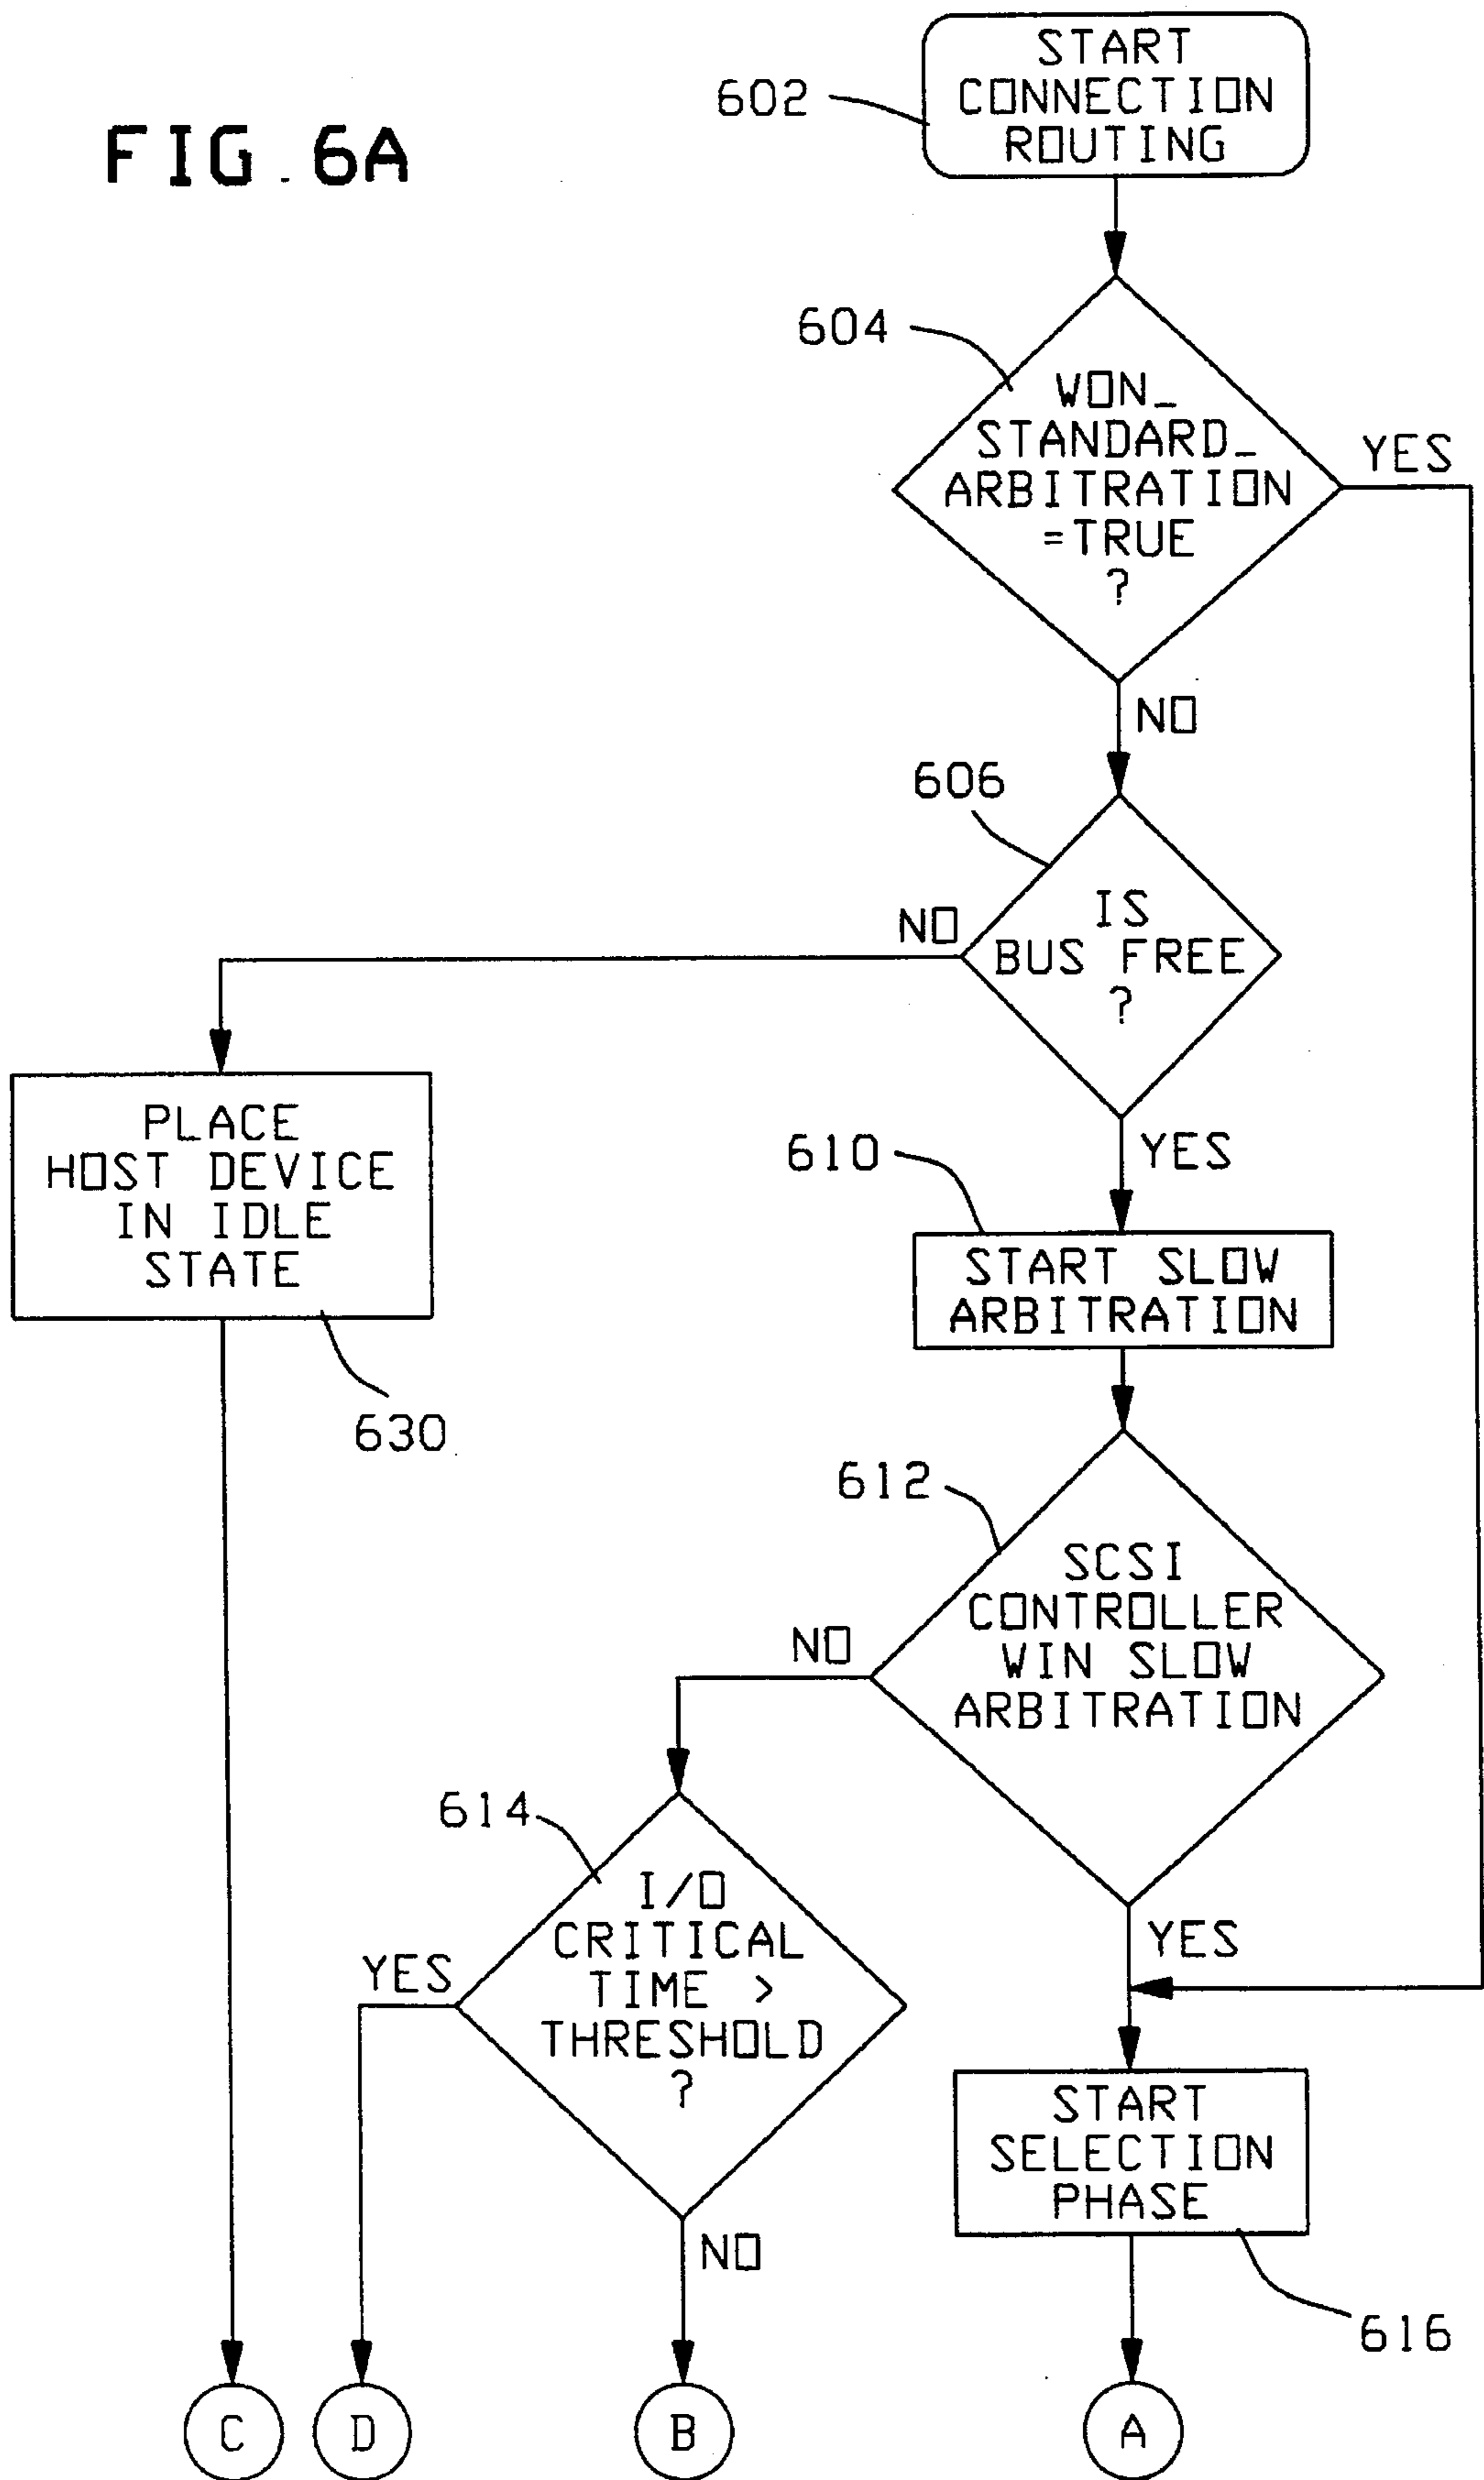 FIG. 6A
602
START
CONNECTION
ROUTING
604
WON_
STANDARD_
ARBITRATION
=TRUE
?
YES
NO
606
IS
BUS FREE
?
NO
YES
PLACE
HOST DEVICE
IN IDLE
STATE
630
610
START SLOW
ARBITRATION
612
SCSI
CONTROLLER
WIN SLOW
ARBITRATION
NO
YES
614
I/O
CRITICAL
TIME >
THRESHOLD
?
YES
NO
START
SELECTION
PHASE
616
C
D
B
A